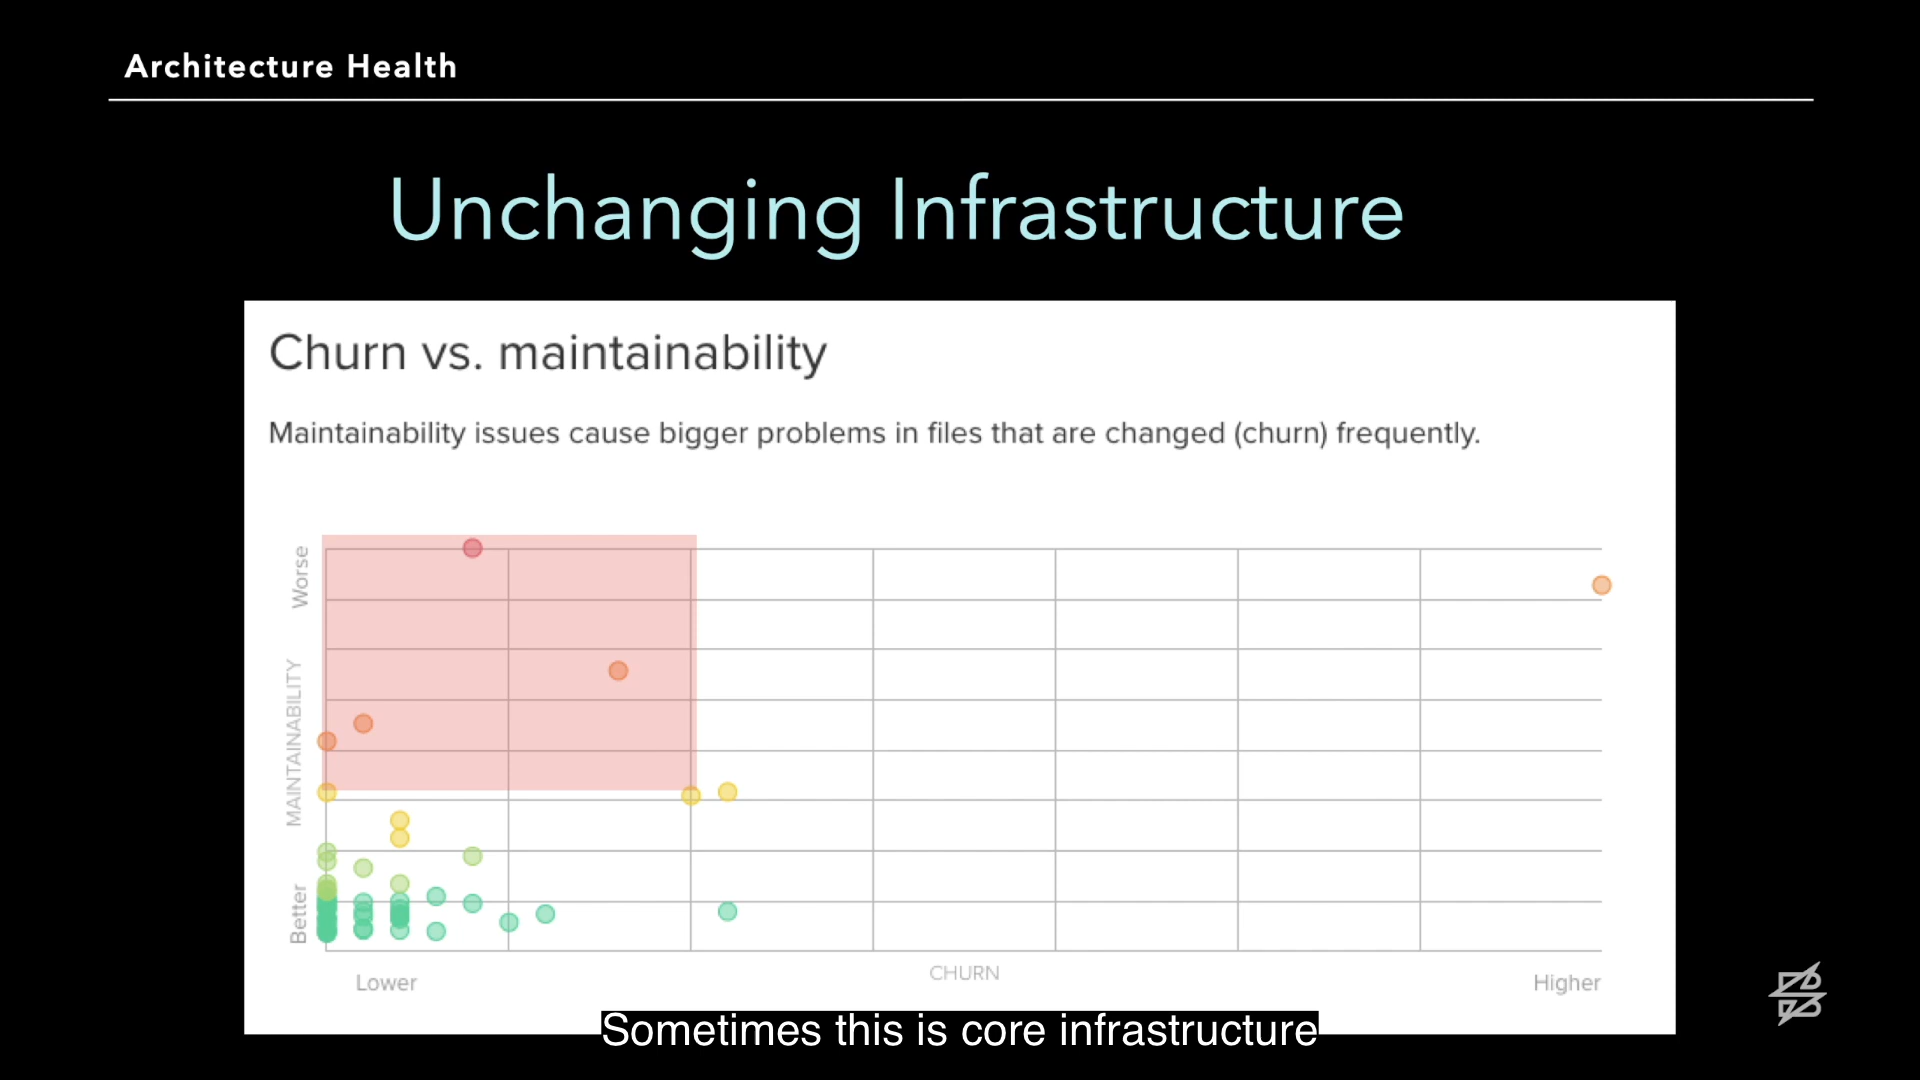 Architecture Health
Unchanging Infrastructure
Churn vs. maintainability
Maintainability issues cause bigger problems in files that are changed (churn) frequently.
Worse
MAINTAINABILITY
Better
Lower
CHURN
Higher
Sometimes this is core infrastructure